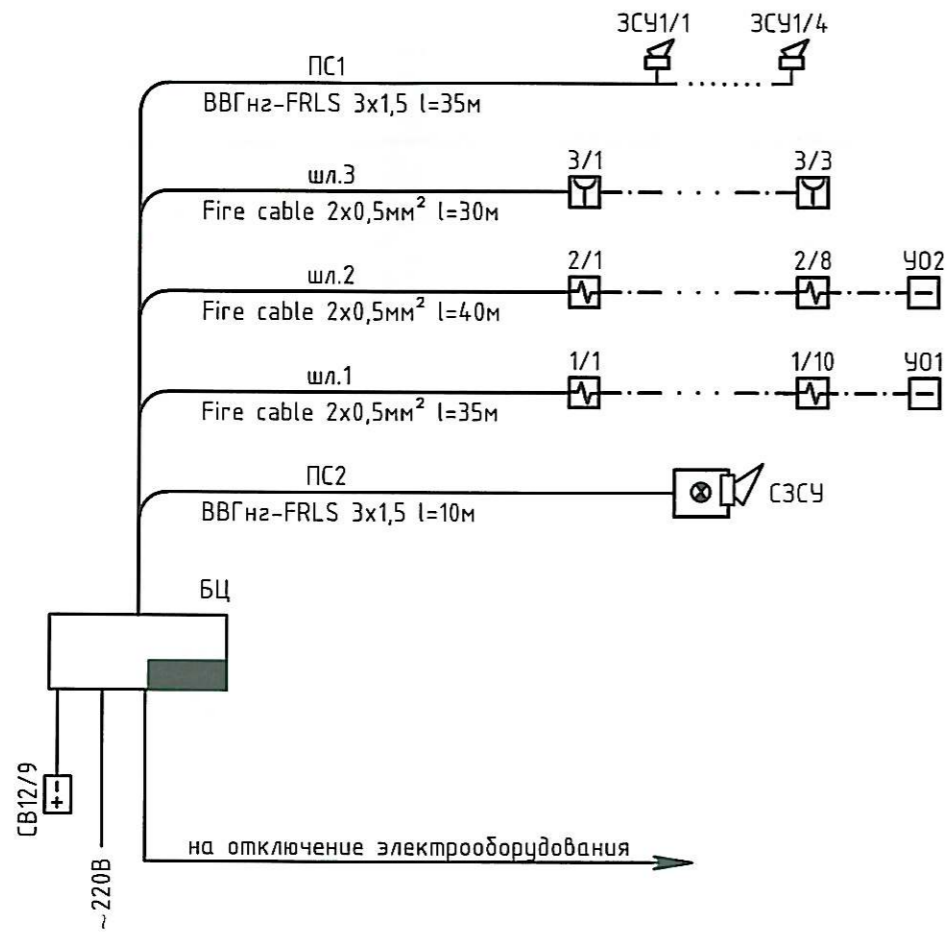 ЗСУ1/1
ЗСУ1/4
ПС1
ВВГнг-FRLS 3х1,5 l=35м
3/1
3/3
шл.3
Fire cable 2х0,5мм² l=30м
2/1
2/8
УО2
шл.2
Fire cable 2х0,5мм² l=40м
1/1
1/10
УО1
шл.1
Fire cable 2х0,5мм² l=35м
ПС2
СЗСУ
ВВГнг-FRLS 3х1,5 l=10м
БЦ
СВ12/9
~220В
на отключение электрооборудования